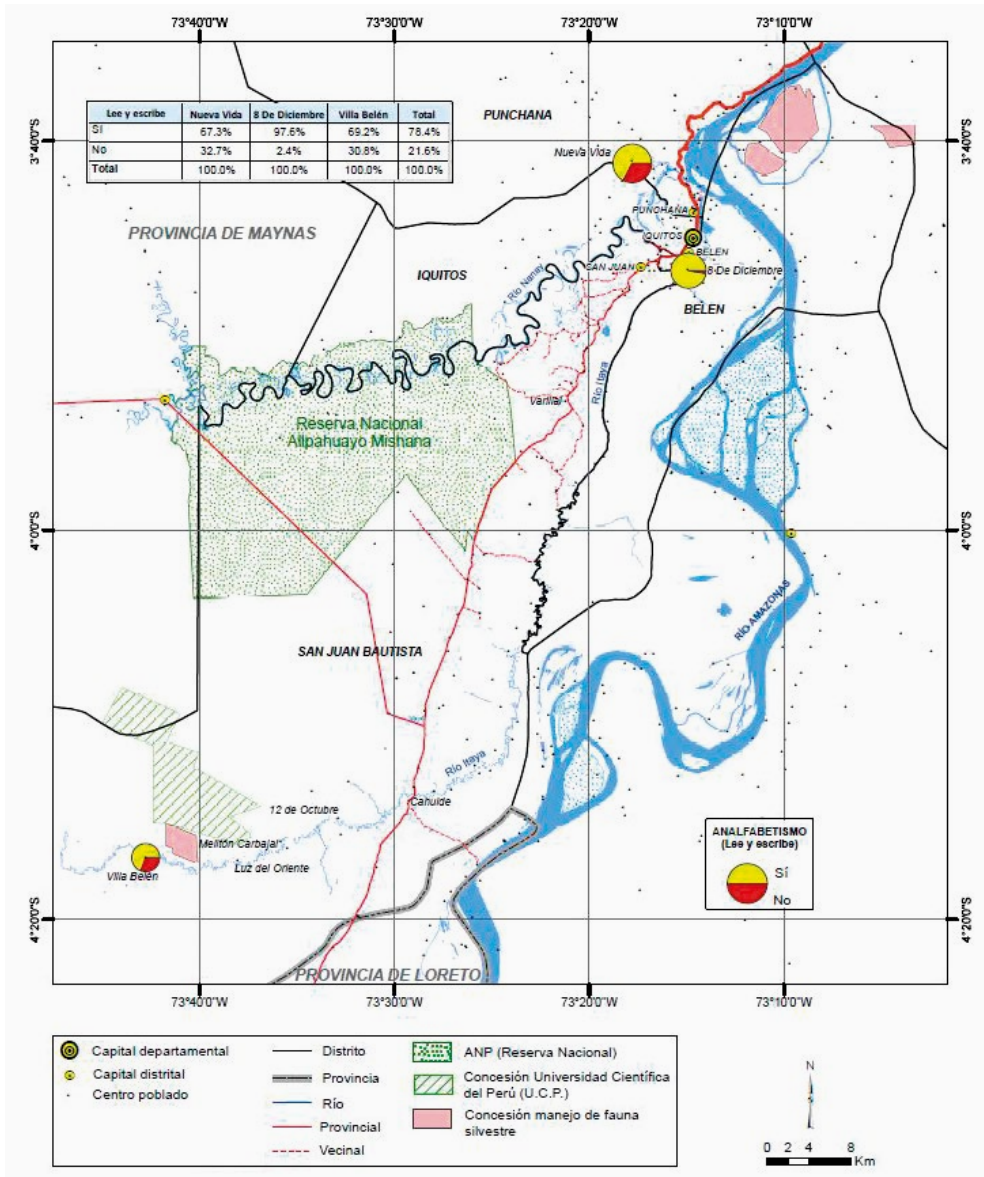 73°40'0"W 73°30'0"W 73°20'0"W 73°10'0"W
Lee y escribe Nueva Vida 8 De Diciembre Villa Belén Total
Sí 67.3% 97.6% 69.2% 78.4%
No 32.7% 2.4% 30.8% 21.6%
Total 100.0% 100.0% 100.0% 100.0%
PUNCHANA
3°40'0"S 3°40'0"S
Nueva Vida
PUNCHANA
PROVINCIA DE MAYNAS
IQUITOS
BELEN
IQUITOS
SAN JUAN
8 De Diciembre
Río Nanay
BELEN
Río Itaya
Varillal
Reserva Nacional
Allpahuayo Mishana
4°0'0"S 4°0'0"S
RÍO AMAZONAS
SAN JUAN BAUTISTA
Río Itaya
Cahuide
12 de Octubre
Melitón Carbajal
Luz del Oriente
Villa Belén
ANALFABETISMO
(Lee y escribe)
Sí
No
4°20'0"S 4°20'0"S
PROVINCIA DE LORETO
73°40'0"W 73°30'0"W 73°20'0"W 73°10'0"W
Capital departamental
Capital distrital
Centro poblado
Distrito
Provincia
Río
Provincial
Vecinal
ANP (Reserva Nacional)
Concesión Universidad Científica
del Perú (U.C.P.)
Concesión manejo de fauna
silvestre
N
0 2 4 8
Km